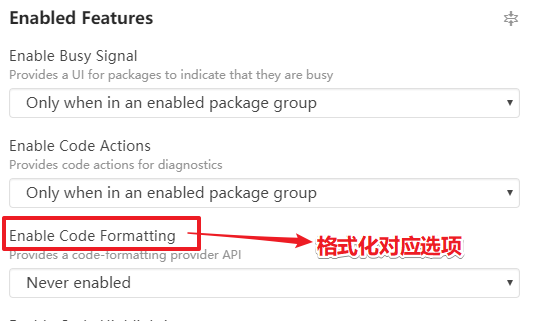 Enabled Features
Enable Busy Signal
Provides a UI for packages to indicate that they are busy
Only when in an enabled package group
Enable Code Actions
Provides code actions for diagnostics
Only when in an enabled package group
Enable Code Formatting
格式化对应选项
Provides a code-formatting provider API
Never enabled